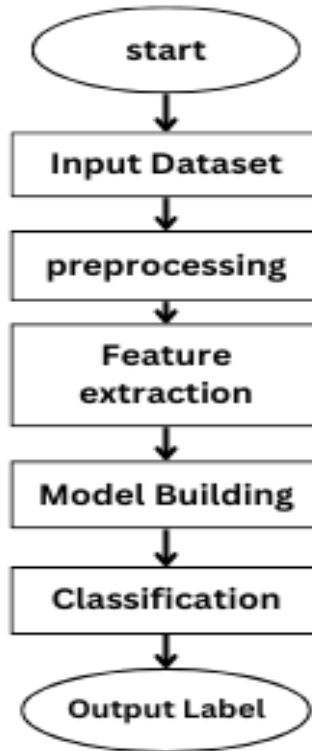 start
Input Dataset
preprocessing
Feature
extraction
Model Building
Classification
Output Label